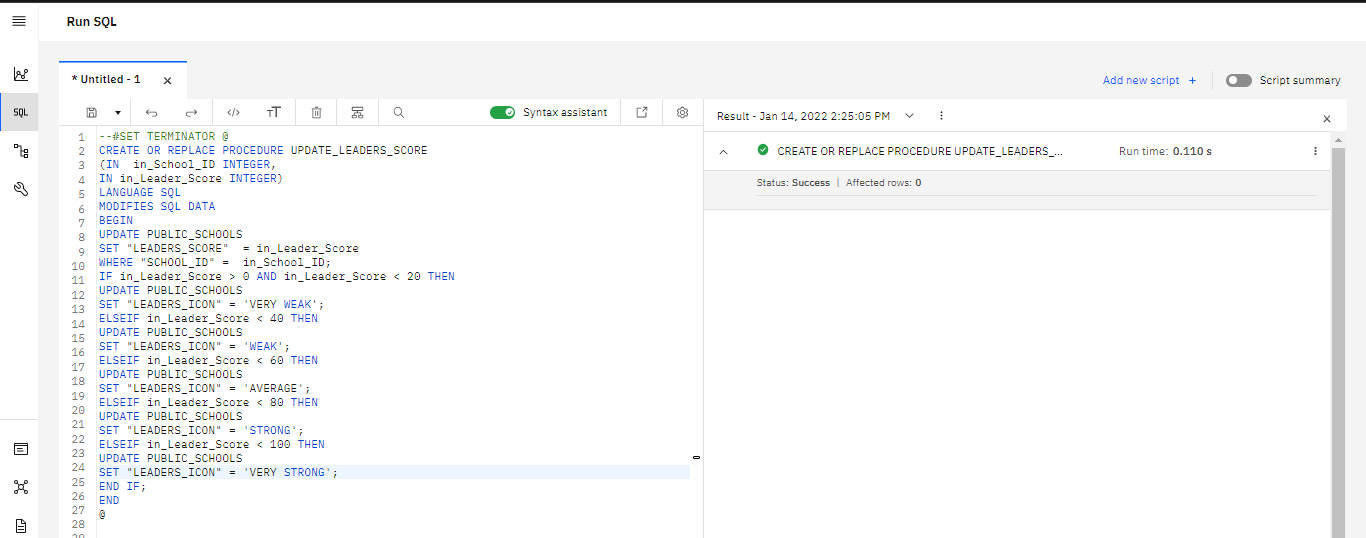 Run SQL
* Untitled - 1 ×
Add new script +
Script summary
SQL
</> TT Syntax assistant
Result - Jan 14, 2022 2:25:05 PM ×
1 --#SET TERMINATOR @
2 CREATE OR REPLACE PROCEDURE UPDATE_LEADERS_SCORE
3 (IN  in_School_ID INTEGER,
4 IN in_Leader_Score INTEGER)
5 LANGUAGE SQL
6 MODIFIES SQL DATA
7 BEGIN
8 UPDATE PUBLIC_SCHOOLS
9 SET "LEADERS_SCORE"  = in_Leader_Score
10 WHERE "SCHOOL_ID" =  in_School_ID;
11 IF in_Leader_Score > 0 AND in_Leader_Score < 20 THEN
12 UPDATE PUBLIC_SCHOOLS
13 SET "LEADERS_ICON" = 'VERY WEAK';
14 ELSEIF in_Leader_Score < 40 THEN
15 UPDATE PUBLIC_SCHOOLS
16 SET "LEADERS_ICON" = 'WEAK';
17 ELSEIF in_Leader_Score < 60 THEN
18 UPDATE PUBLIC_SCHOOLS
19 SET "LEADERS_ICON" = 'AVERAGE';
20 ELSEIF in_Leader_Score < 80 THEN
21 UPDATE PUBLIC_SCHOOLS
22 SET "LEADERS_ICON" = 'STRONG';
23 ELSEIF in_Leader_Score < 100 THEN
24 UPDATE PUBLIC_SCHOOLS
25 SET "LEADERS_ICON" = 'VERY STRONG';
26 END IF;
27 END
28 @
CREATE OR REPLACE PROCEDURE UPDATE_LEADERS_... Run time: 0.110 s
Status: Success | Affected rows: 0